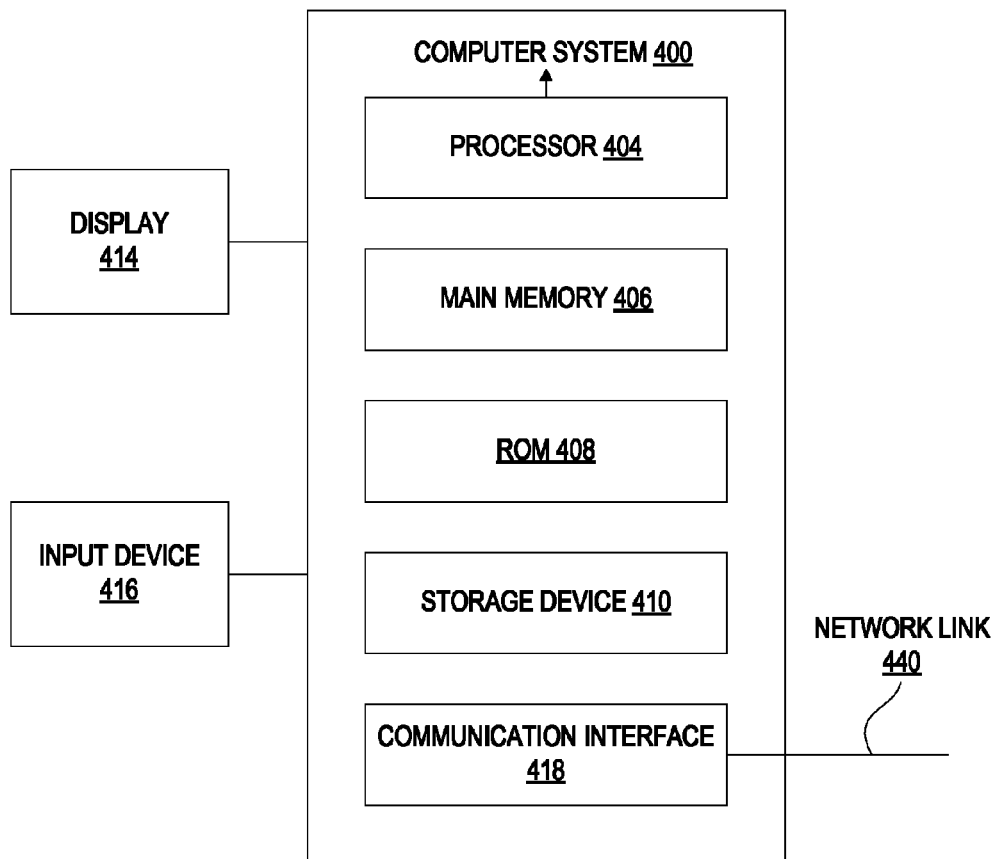 COMPUTER SYSTEM 400
PROCESSOR 404
DISPLAY
414
MAIN MEMORY 406
ROM 408
INPUT DEVICE
416
STORAGE DEVICE 410
NETWORK LINK
440
COMMUNICATION INTERFACE
418